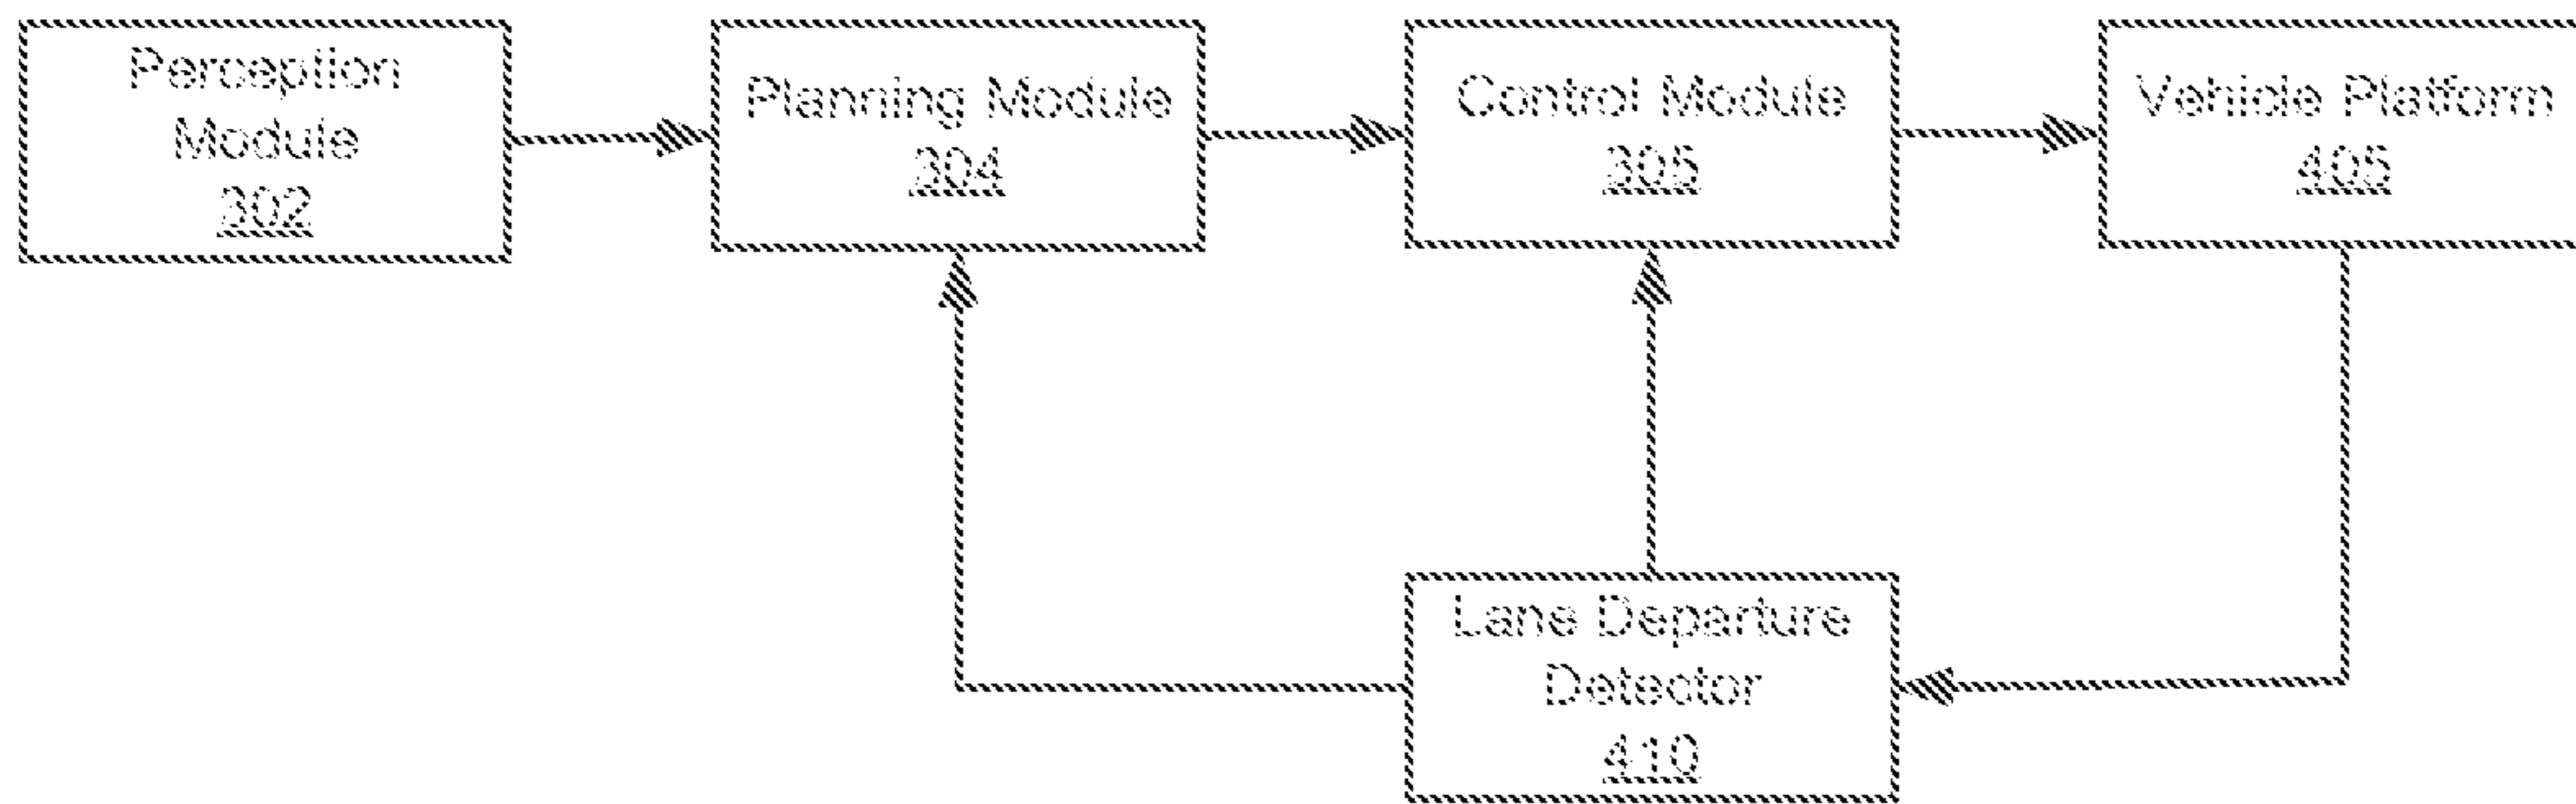 Perception
Module
302
Planning Module
304
Control Module
305
Vehicle Platform
405
Lane Departure
Detector
410